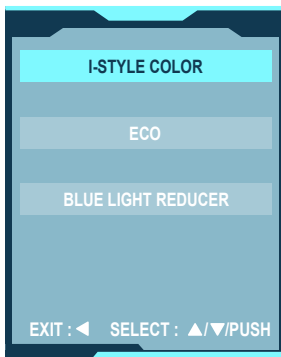 I-STYLE COLOR
ECO
BLUE LIGHT REDUCER
EXIT : ◀ SELECT : ▲/▼/PUSH